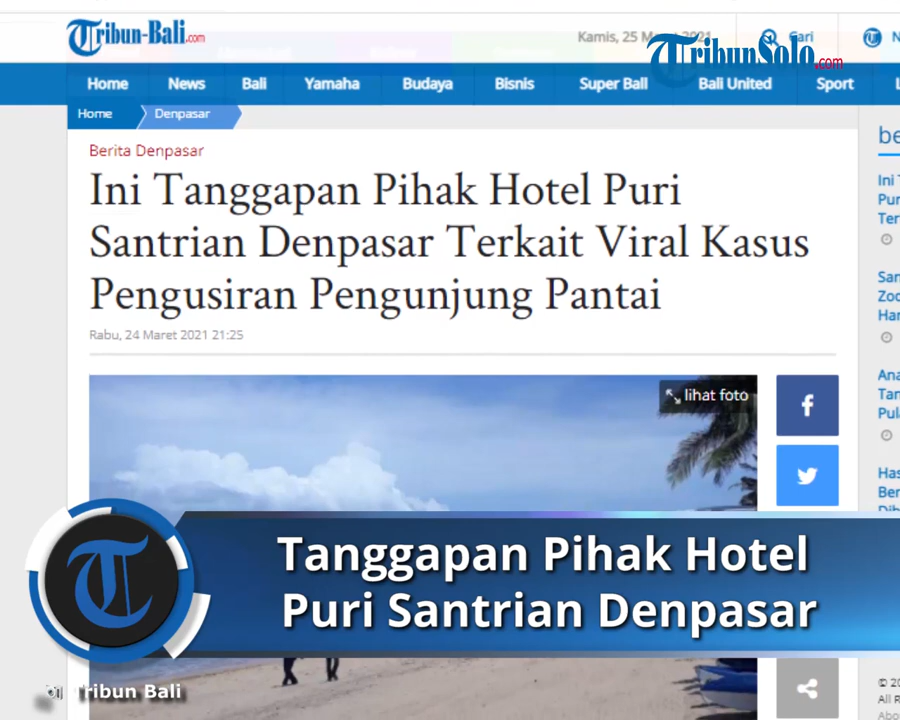 Tribun-Bali.com
Kamis, 25 Maret 2021
Cari
TribunSolo.com
Home News Bali Yamaha Budaya Bisnis Super Ball Bali United Sport
Home Denpasar
Berita Denpasar
Ini Tanggapan Pihak Hotel Puri
Santrian Denpasar Terkait Viral Kasus
Pengusiran Pengunjung Pantai
Rabu, 24 Maret 2021 21:25
lihat foto
Ini
Tanggapan Pihak Hotel
Puri Santrian Denpasar
Tribun Bali